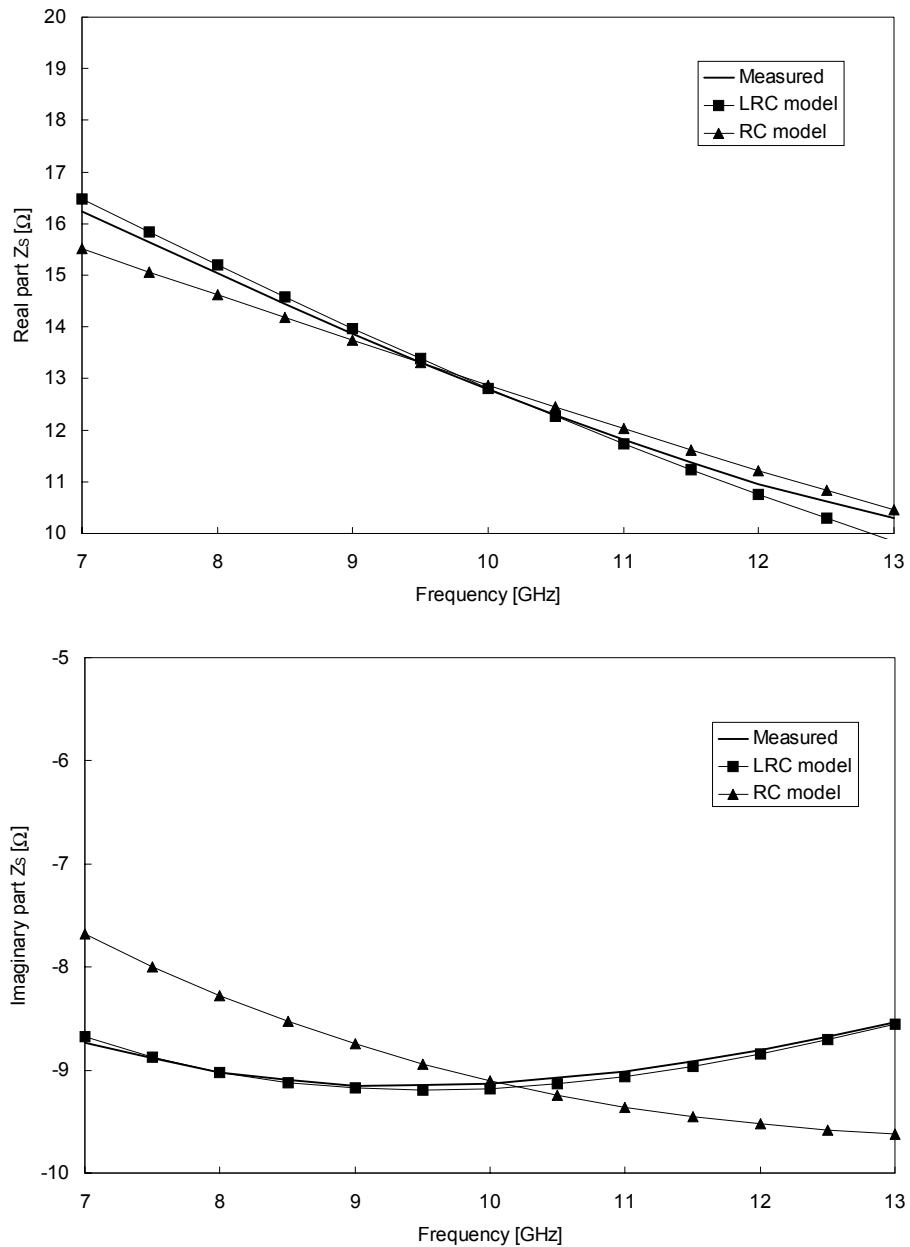 20
19
18
17
16
15
14
13
12
11
10
Real part Zs [Ω]
Measured
LRC model
RC model
7 8 9 10 11 12 13
Frequency [GHz]
-5
-6
-7
-8
-9
-10
Imaginary part Zs [Ω]
Measured
LRC model
RC model
7 8 9 10 11 12 13
Frequency [GHz]